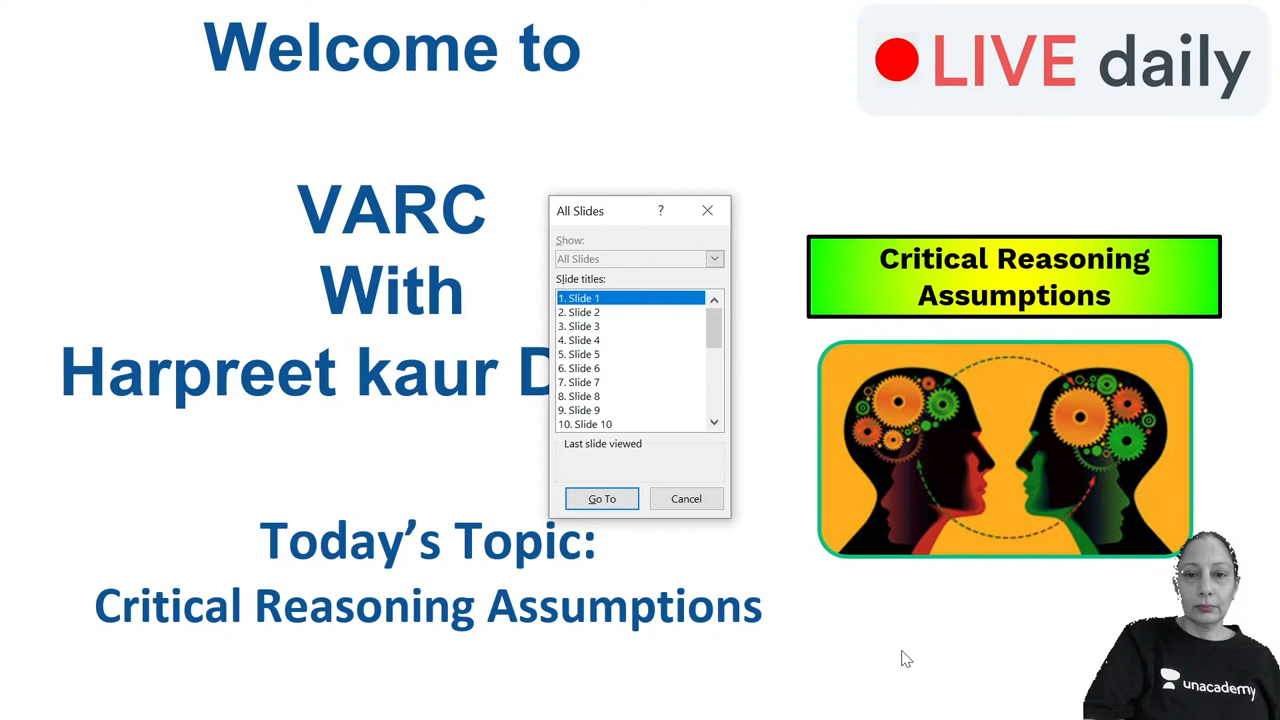 Welcome to
LIVE daily
VARC
With
Harpreet kaur D
Today's Topic:
Critical Reasoning Assumptions
All Slides
?
Show:
All Slides
Slide titles:
1. Slide 1
2. Slide 2
3. Slide 3
4. Slide 4
5. Slide 5
6. Slide 6
7. Slide 7
8. Slide 8
9. Slide 9
10. Slide 10
Last slide viewed
Go To
Cancel
Critical Reasoning
Assumptions
unacademy